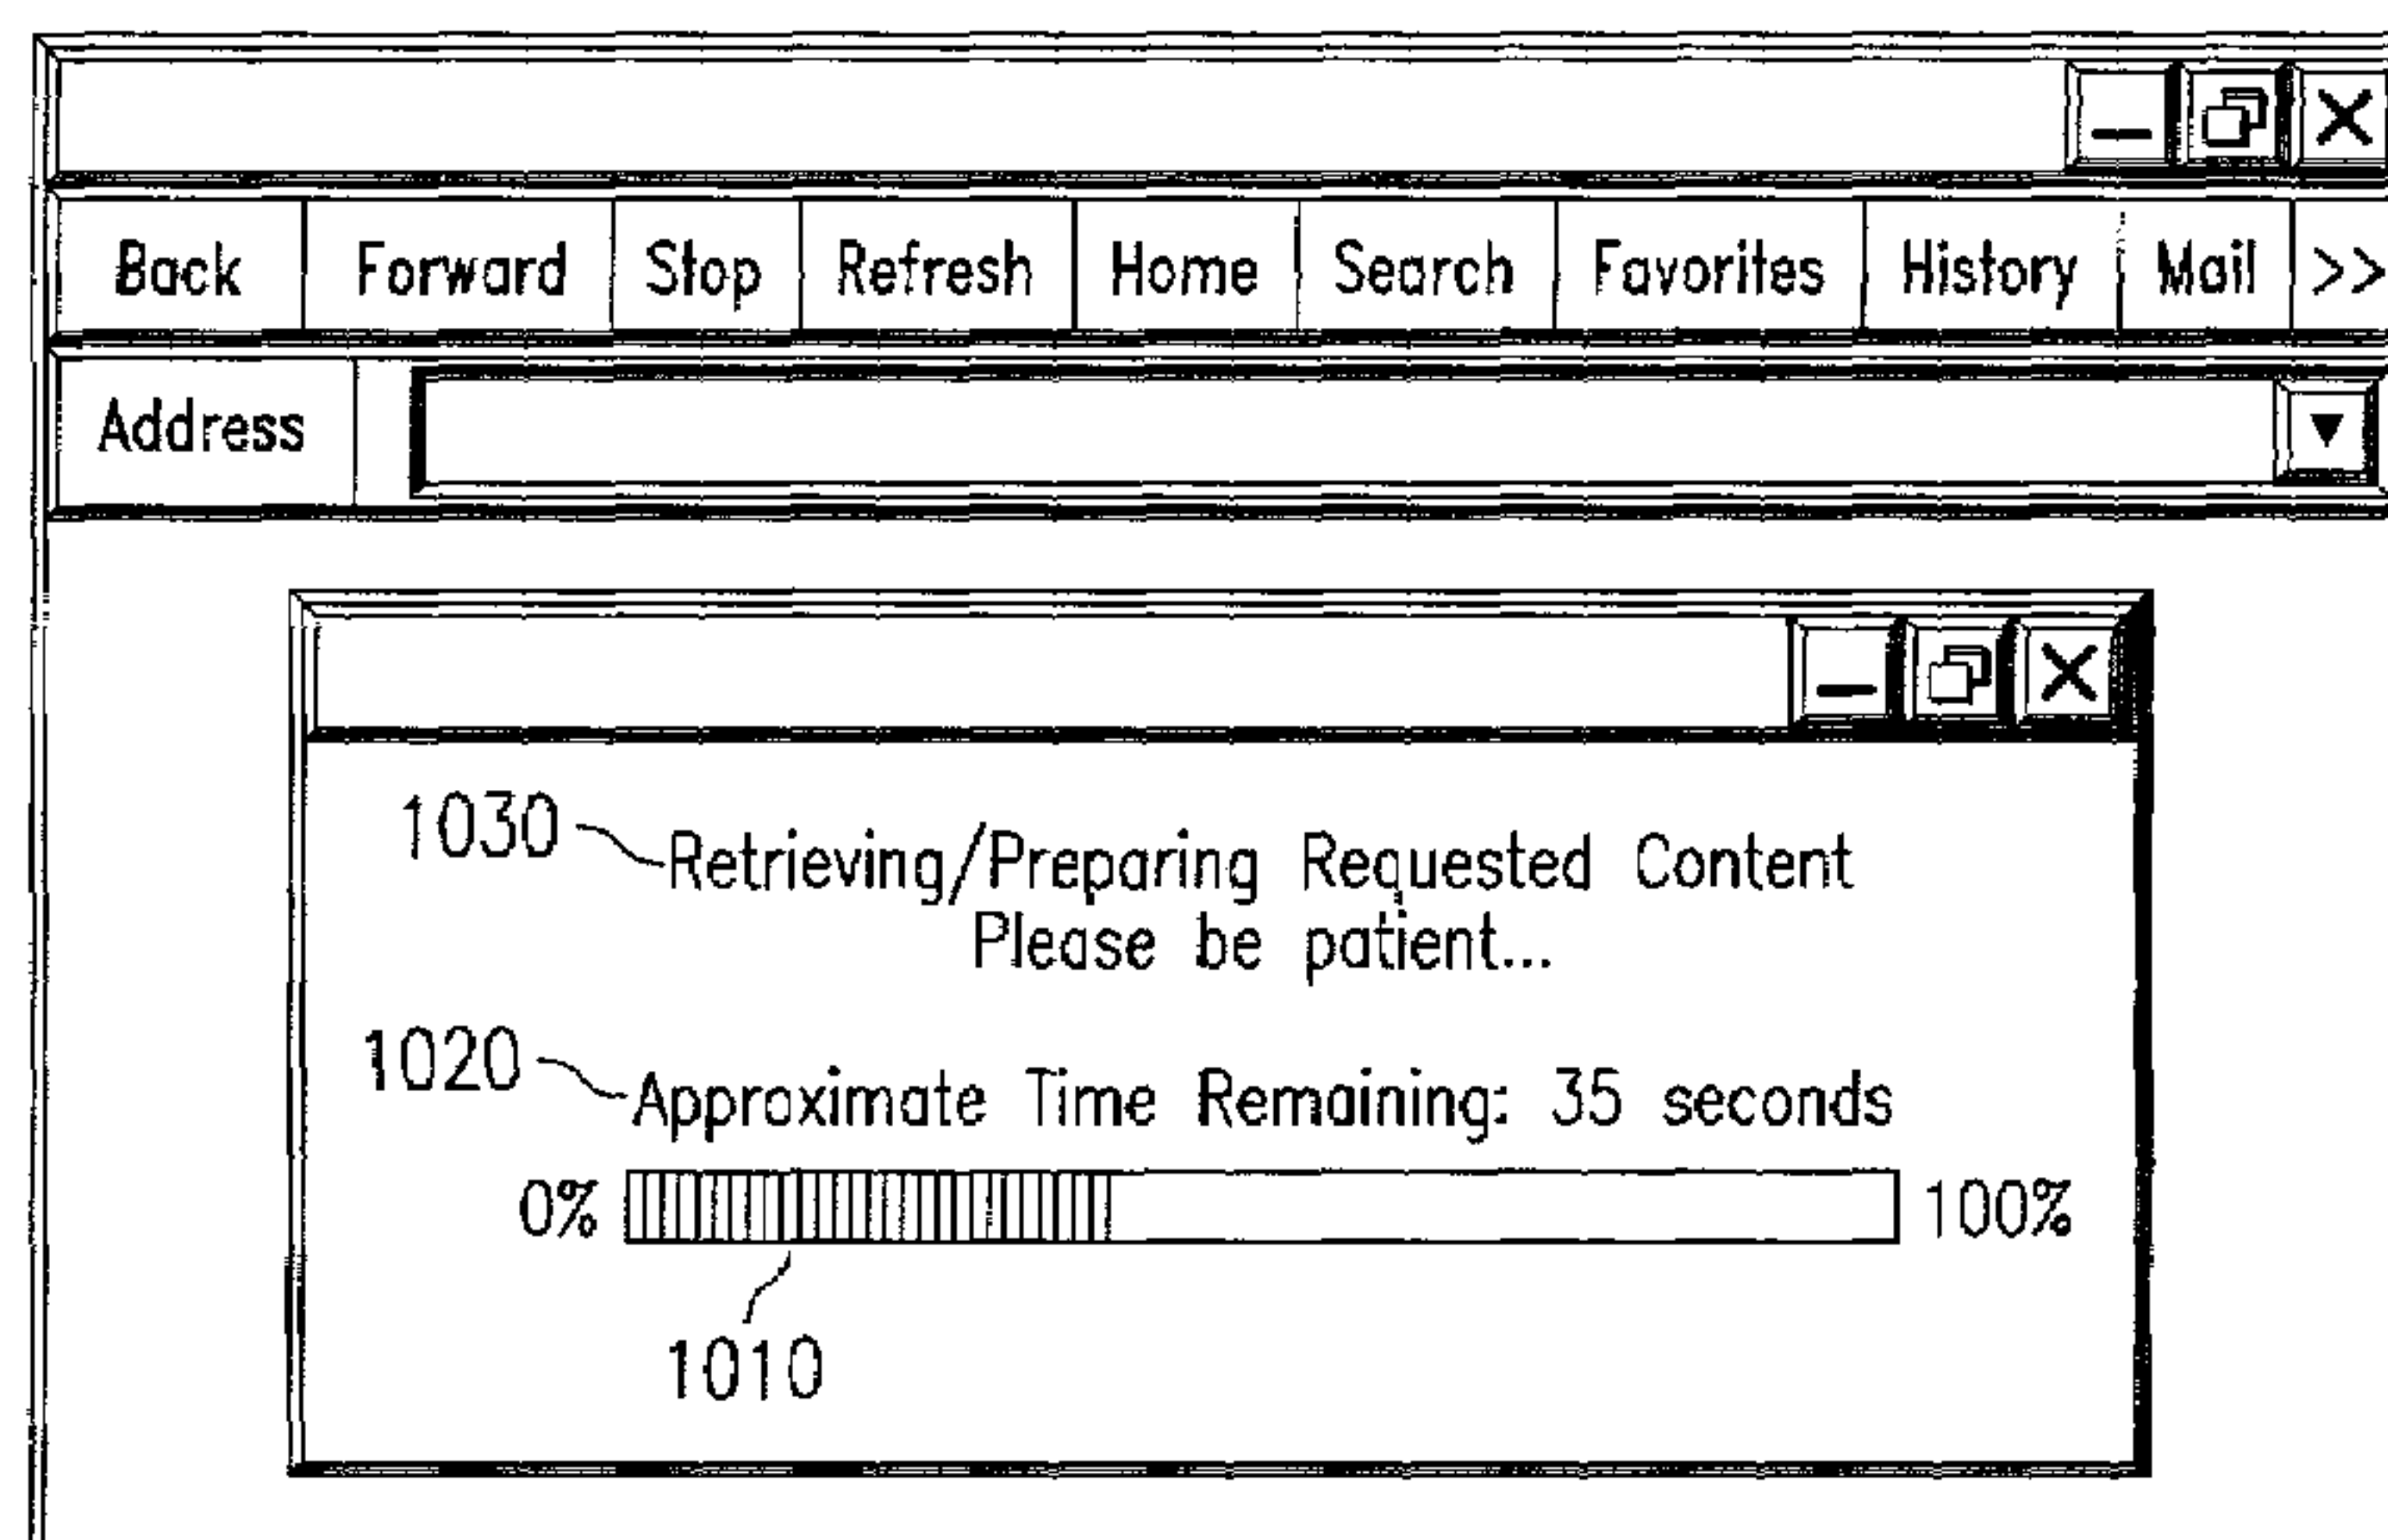 Back Forward Stop Refresh Home Search Favorites History Mail >>
Address
1030
Retrieving/Preparing Requested Content
Please be patient...
1020
Approximate Time Remaining: 35 seconds
0% 100%
1010